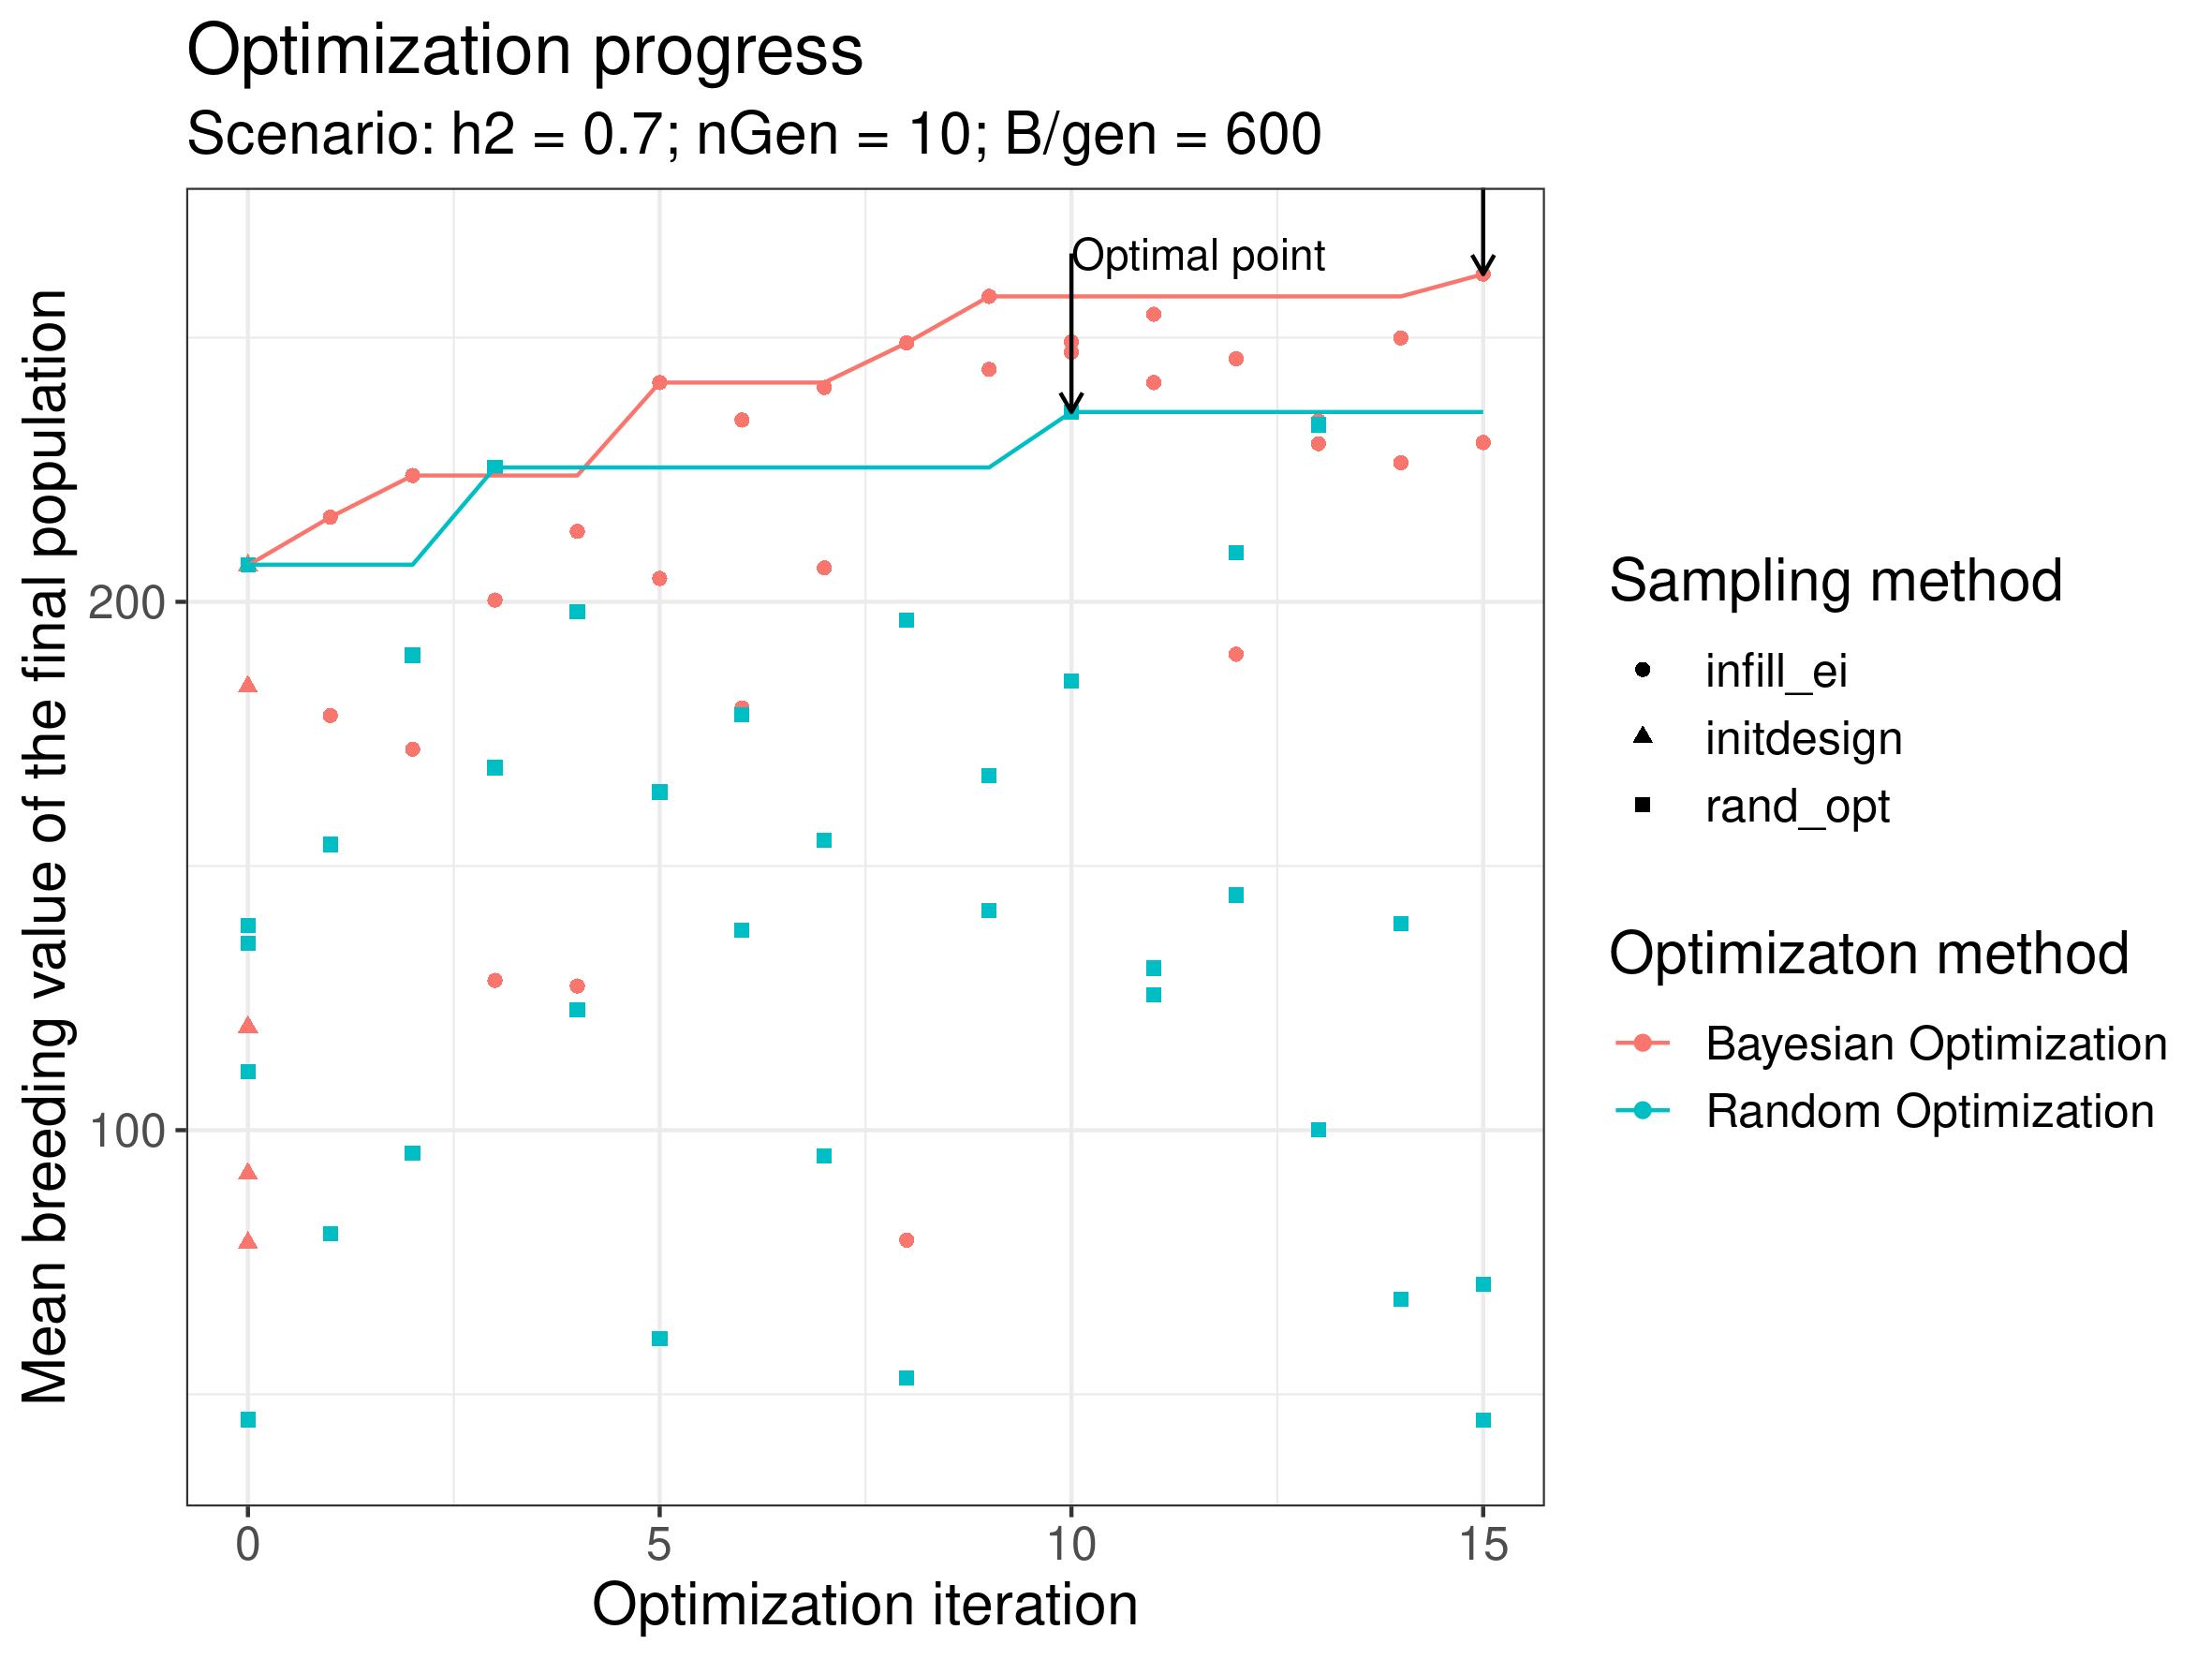 Optimization progress
Scenario: h2 = 0.7; nGen = 10; B/gen = 600
Mean breeding value of the final population
200
100
Optimal point
0
5
10
15
Optimization iteration
Sampling method
infill_ei
initdesign
rand_opt
Optimizaton method
Bayesian Optimization
Random Optimization